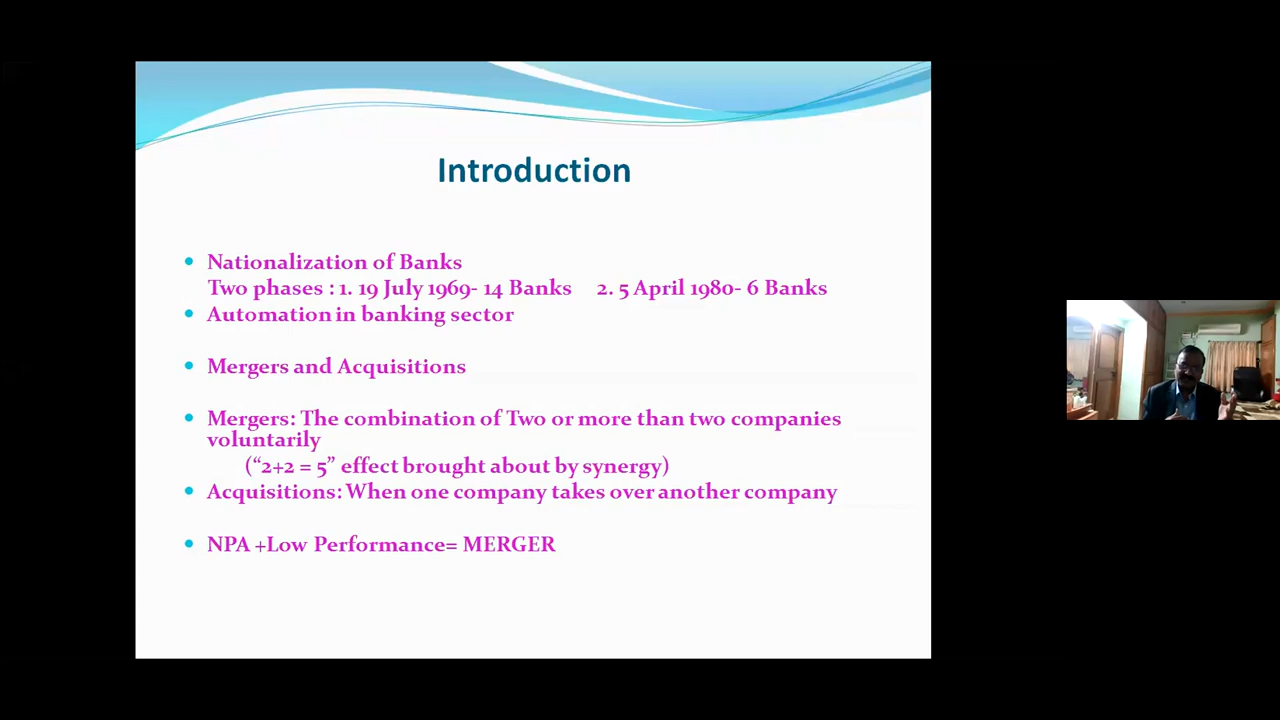 Introduction
• Nationalization of Banks
Two phases : 1. 19 July 1969- 14 Banks 2. 5 April 1980- 6 Banks
• Automation in banking sector
• Mergers and Acquisitions
• Mergers: The combination of Two or more than two companies
voluntarily
(“2+2 = 5” effect brought about by synergy)
• Acquisitions: When one company takes over another company
• NPA +Low Performance= MERGER